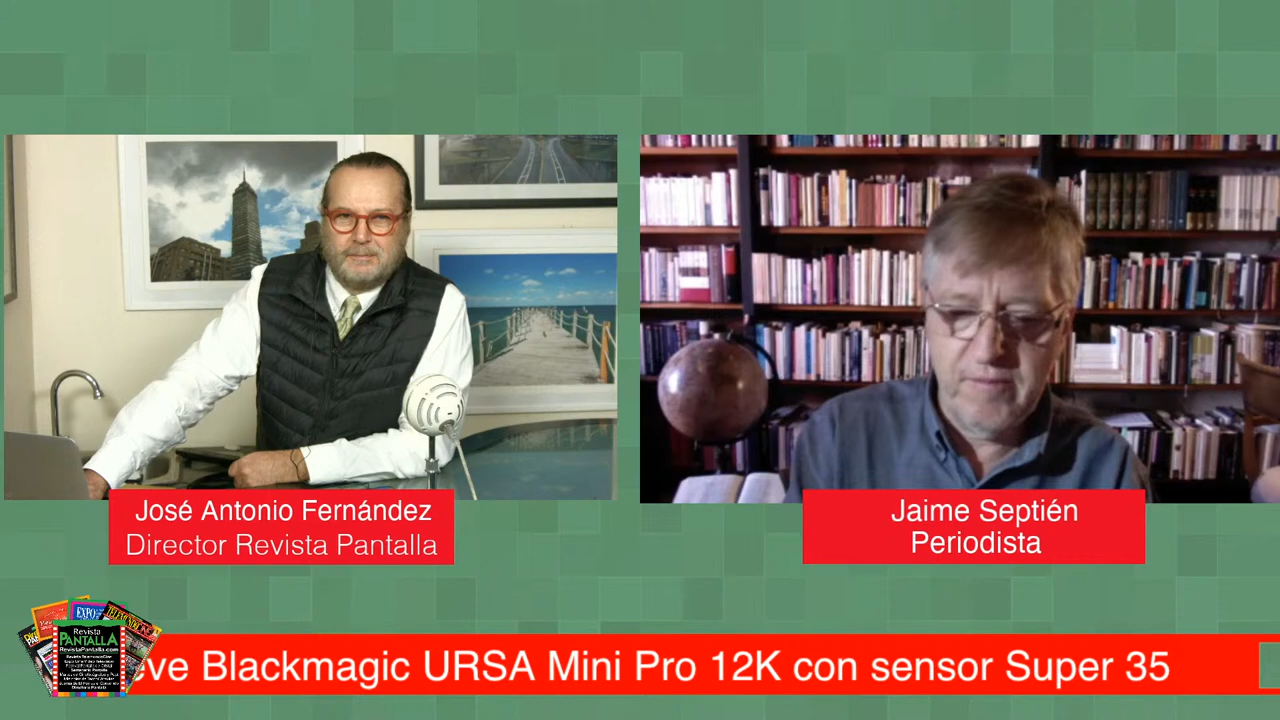 José Antonio Fernández
Director Revista Pantalla
Jaime Septién
Periodista
Revista
PANTALLA
RevistaPantalla.com
eve Blackmagic URSA Mini Pro 12K con sensor Super 35